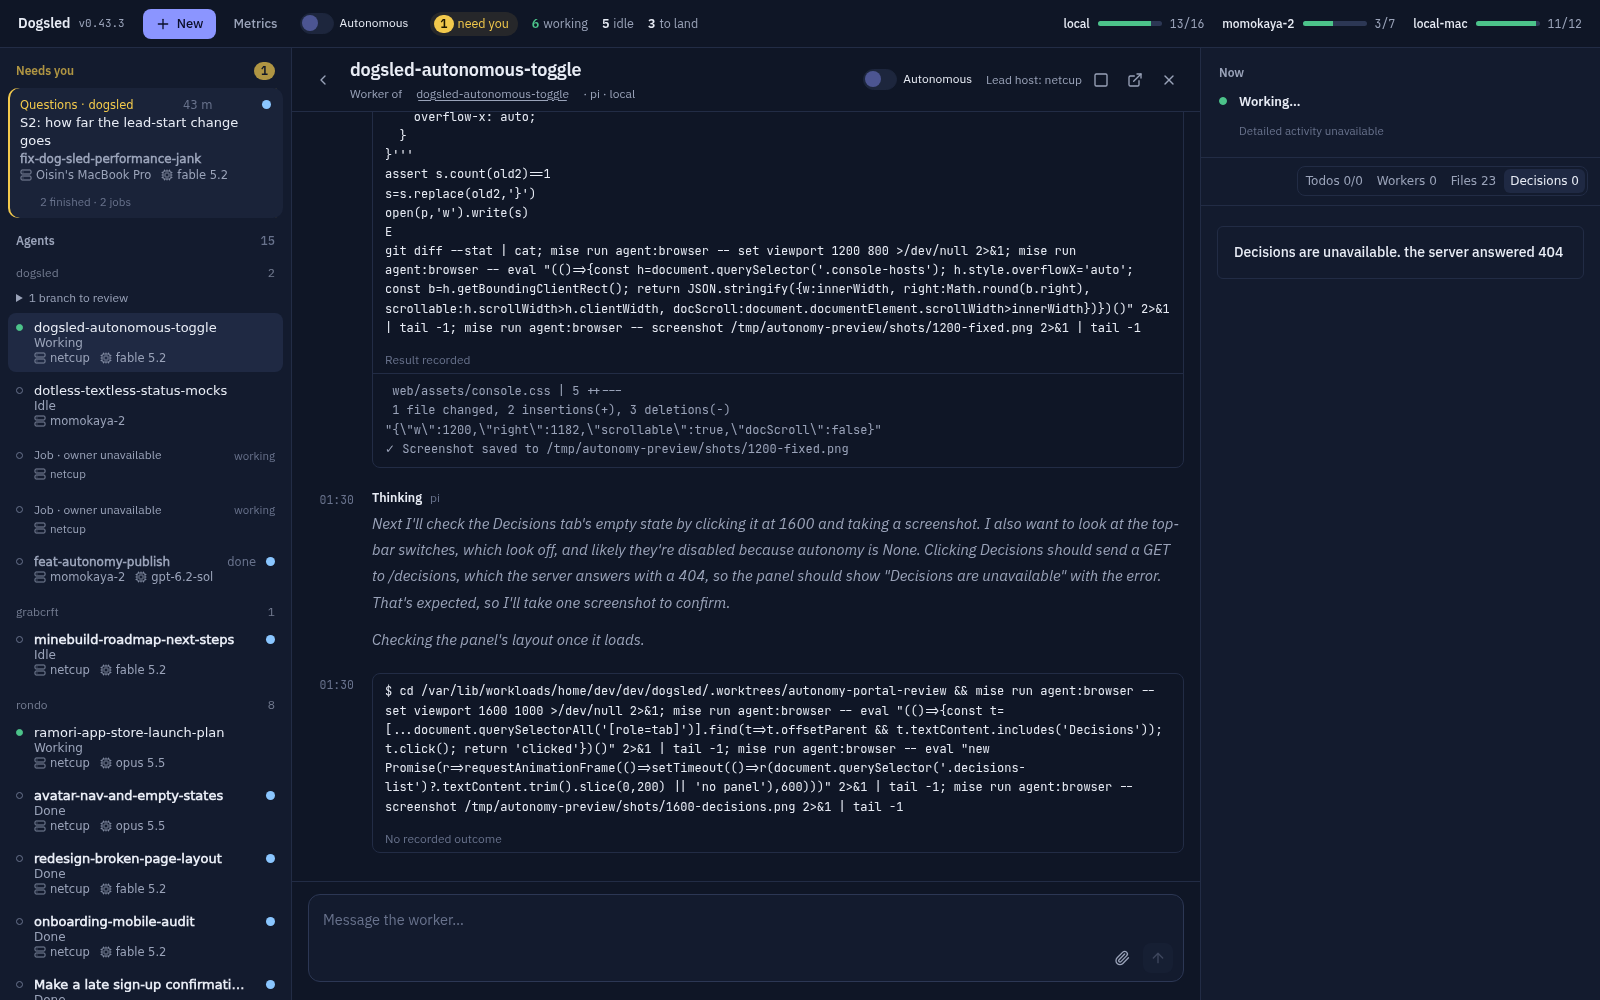 Dogsled v0.43.3 + New Metrics Autonomous 1 need you 6 working 5 idle 3 to land local 13/16 momokaya-2 3/7 local-mac 11/12
Needs you 1
Questions · dogsled 43 m
S2: how far the lead-start change
goes
fix-dog-sled-performance-jank
Oisin's MacBook Pro fable 5.2
2 finished · 2 jobs
Agents 15
dogsled 2
1 branch to review
dogsled-autonomous-toggle
Working
netcup fable 5.2
dotless-textless-status-mocks
Idle
momokaya-2
Job · owner unavailable working
netcup
Job · owner unavailable working
netcup
feat-autonomy-publish done
momokaya-2 gpt-6.2-sol
grabcrft 1
minebuild-roadmap-next-steps
Idle
netcup fable 5.2
rondo 8
ramori-app-store-launch-plan
Working
netcup opus 5.5
avatar-nav-and-empty-states
Done
netcup opus 5.5
redesign-broken-page-layout
Done
netcup fable 5.2
onboarding-mobile-audit
Done
netcup fable 5.2
Make a late sign-up confirmati...
Done
dogsled-autonomous-toggle
Worker of dogsled-autonomous-toggle · pi · local
Autonomous Lead host: netcup
overflow-x: auto;
}
}'''
assert s.count(old2)==1
s=s.replace(old2,'}')
open(p,'w').write(s)
E
git diff --stat | cat; mise run agent:browser -- set viewport 1200 800 >/dev/null 2>&1; mise run
agent:browser -- eval "(()=>{const h=document.querySelector('.console-hosts'); h.style.overflowX='auto';
const b=h.getBoundingClientRect(); return JSON.stringify({w:innerWidth, right:Math.round(b.right),
scrollable:h.scrollWidth>h.clientWidth, docScroll:document.documentElement.scrollWidth>innerWidth})})()" 2>&1
| tail -1; mise run agent:browser -- screenshot /tmp/autonomy-preview/shots/1200-fixed.png 2>&1 | tail -1
Result recorded
web/assets/console.css | 5 ++---
1 file changed, 2 insertions(+), 3 deletions(-)
"{\"w\":1200,\"right\":1182,\"scrollable\":true,\"docScroll\":false}"
✓ Screenshot saved to /tmp/autonomy-preview/shots/1200-fixed.png
01:30 Thinking pi
Next I'll check the Decisions tab's empty state by clicking it at 1600 and taking a screenshot. I also want to look at the top-
bar switches, which look off, and likely they're disabled because autonomy is None. Clicking Decisions should send a GET
to /decisions, which the server answers with a 404, so the panel should show "Decisions are unavailable" with the error.
That's expected, so I'll take one screenshot to confirm.
Checking the panel's layout once it loads.
01:30 $ cd /var/lib/workloads/home/dev/dev/dogsled/.worktrees/autonomy-portal-review && mise run agent:browser --
set viewport 1600 1000 >/dev/null 2>&1; mise run agent:browser -- eval "(()=>{const t=
[...document.querySelectorAll('[role=tab]')].find(t=>t.offsetParent && t.textContent.includes('Decisions'));
t.click(); return 'clicked'})()" 2>&1 | tail -1; mise run agent:browser -- eval "new
Promise(r=>requestAnimationFrame(()=>setTimeout(()=>r(document.querySelector('.decisions-
list')?.textContent.trim().slice(0,200) || 'no panel'),600)))" 2>&1 | tail -1; mise run agent:browser --
screenshot /tmp/autonomy-preview/shots/1600-decisions.png 2>&1 | tail -1
No recorded outcome
Message the worker...
Now
Working...
Detailed activity unavailable
Todos 0/0 Workers 0 Files 23 Decisions 0
Decisions are unavailable. the server answered 404